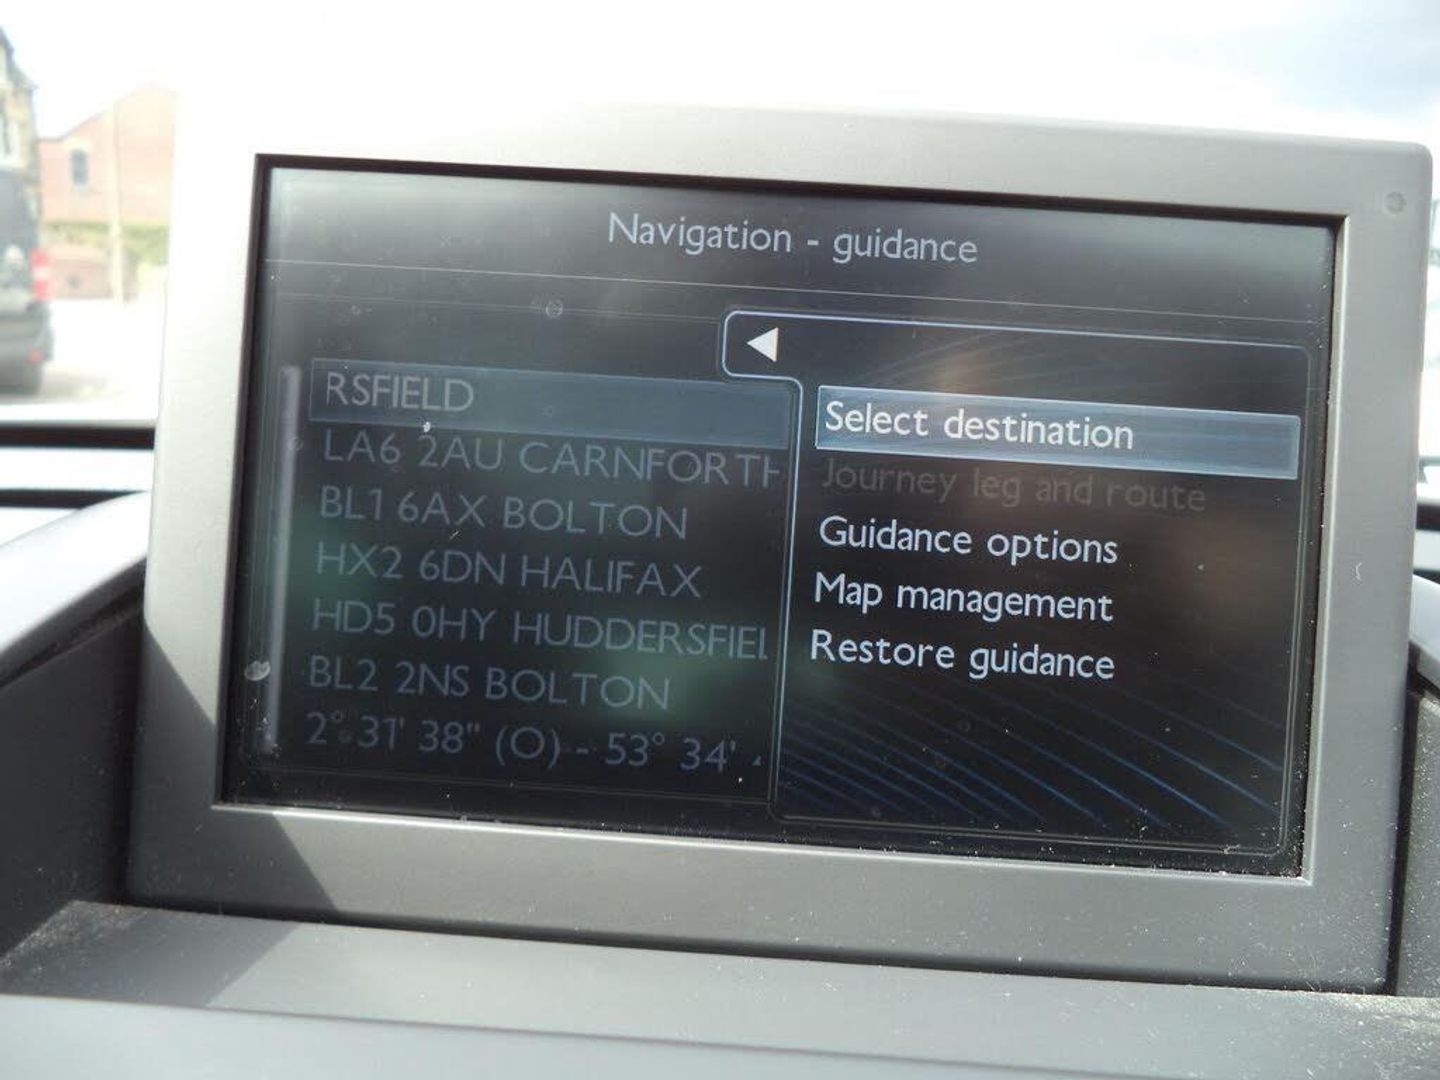 Navigation - guidance
RSFIELD
LA6 2AU CARNFORTH
BL1 6AX BOLTON
HX2 6DN HALIFAX
HD5 0HY HUDDERSFIEL
BL2 2NS BOLTON
2° 31' 38" (O) - 53° 34'
Select destination
Journey leg and route
Guidance options
Map management
Restore guidance